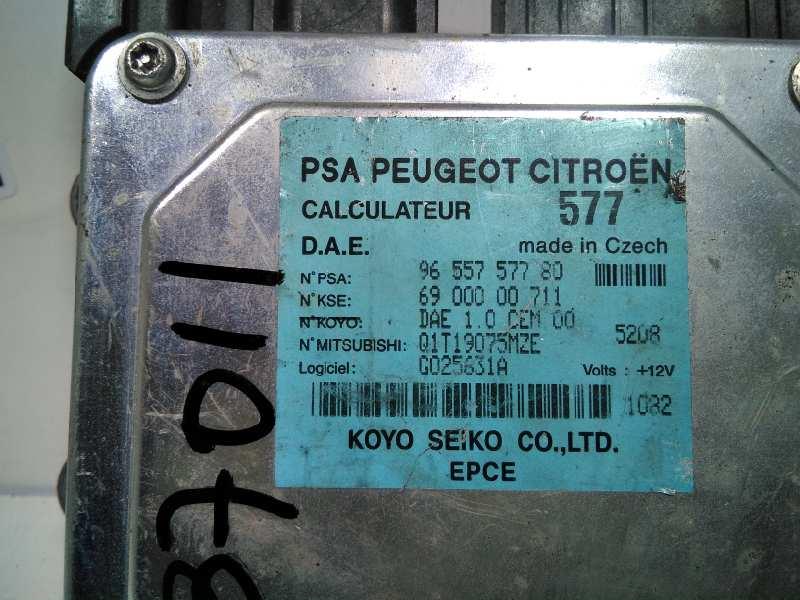 PSA PEUGEOT CITROËN
CALCULATEUR 577
D.A.E. made in Czech
N°PSA: 96 557 577 80
N°KSE: 69 000 00 711
N°KOYO: DAE 1.0 CEM 00
N°MITSUBISHI: Q1T19075MZE 5208
Logiciel: G025631A Volts : +12V
1082
KOYO SEIKO CO.,LTD.
EPCE
87011